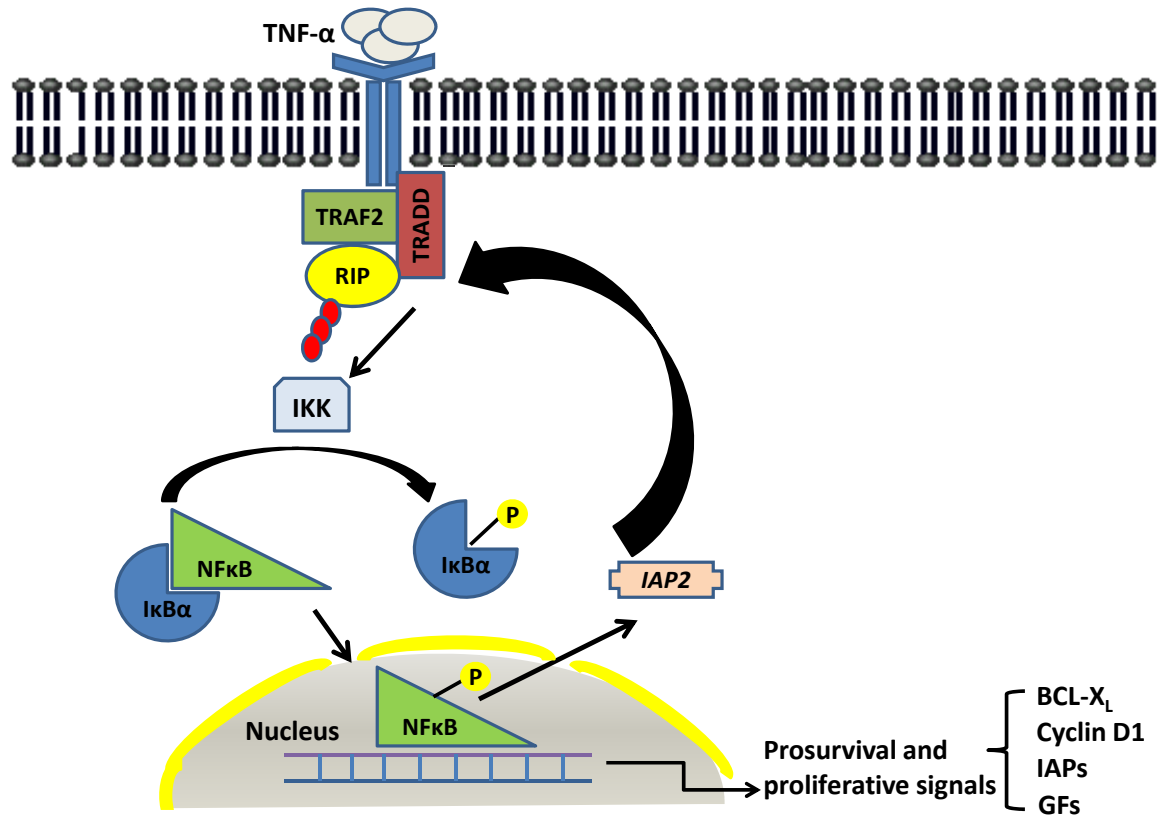 TNF-α
TRAF2
TRADD
RIP
IKK
NFκB
IκBα
P
IκBα
IAP2
P
NFκB
Nucleus
Prosurvival and
proliferative signals
BCL-X_L
Cyclin D1
IAPs
GFs